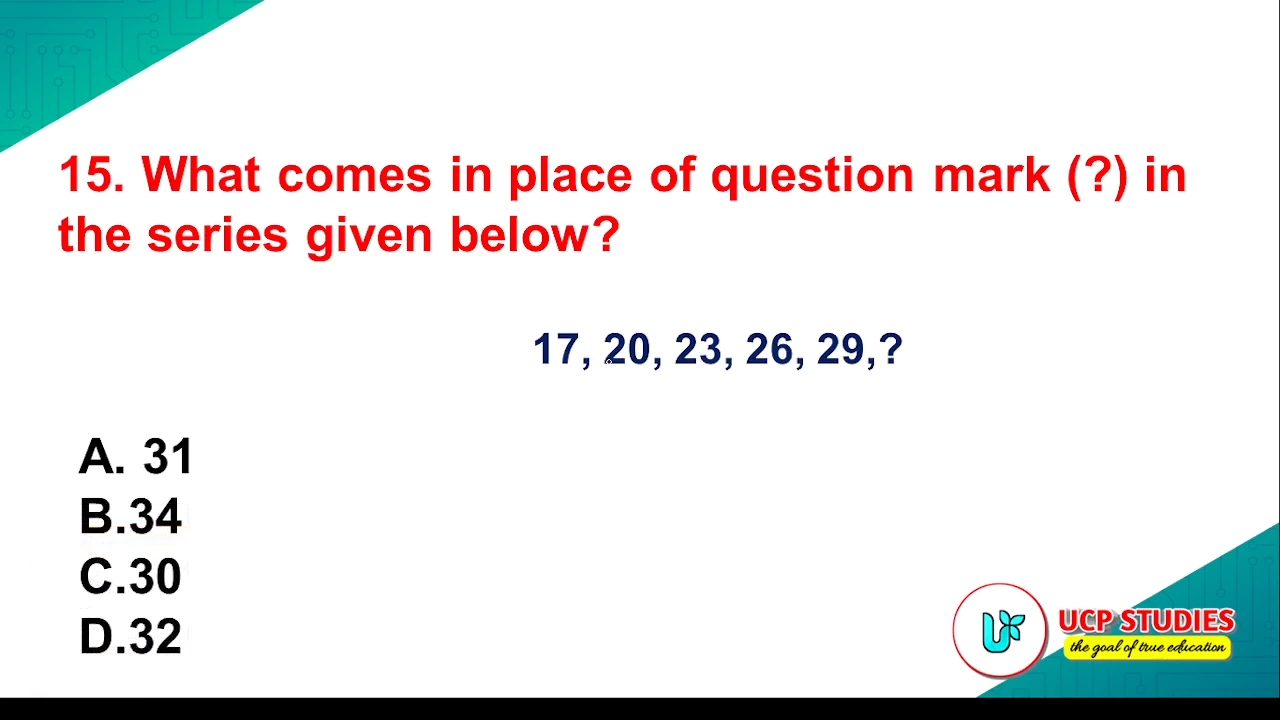 15. What comes in place of question mark (?) in
the series given below?
17, 20, 23, 26, 29,?
A. 31
B.34
C.30
D.32
UCP STUDIES
the goal of true education